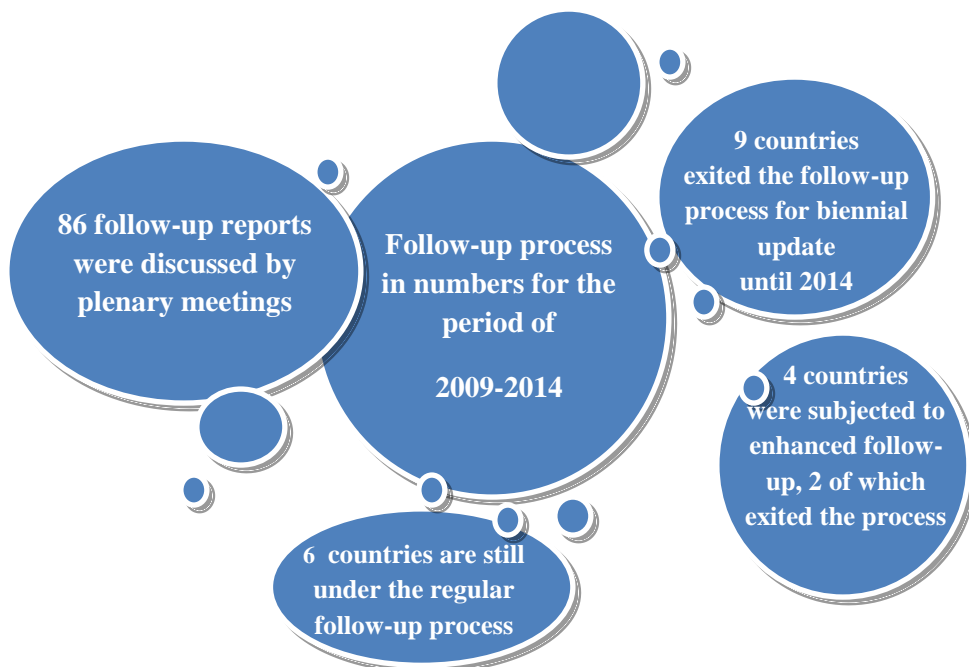 86 follow-up reports
were discussed by
plenary meetings
Follow-up process
in numbers for the
period of
2009-2014
9 countries
exited the follow-up
process for biennial
update
until 2014
4 countries
were subjected to
enhanced follow-
up, 2 of which
exited the process
6 countries are still
under the regular
follow-up process